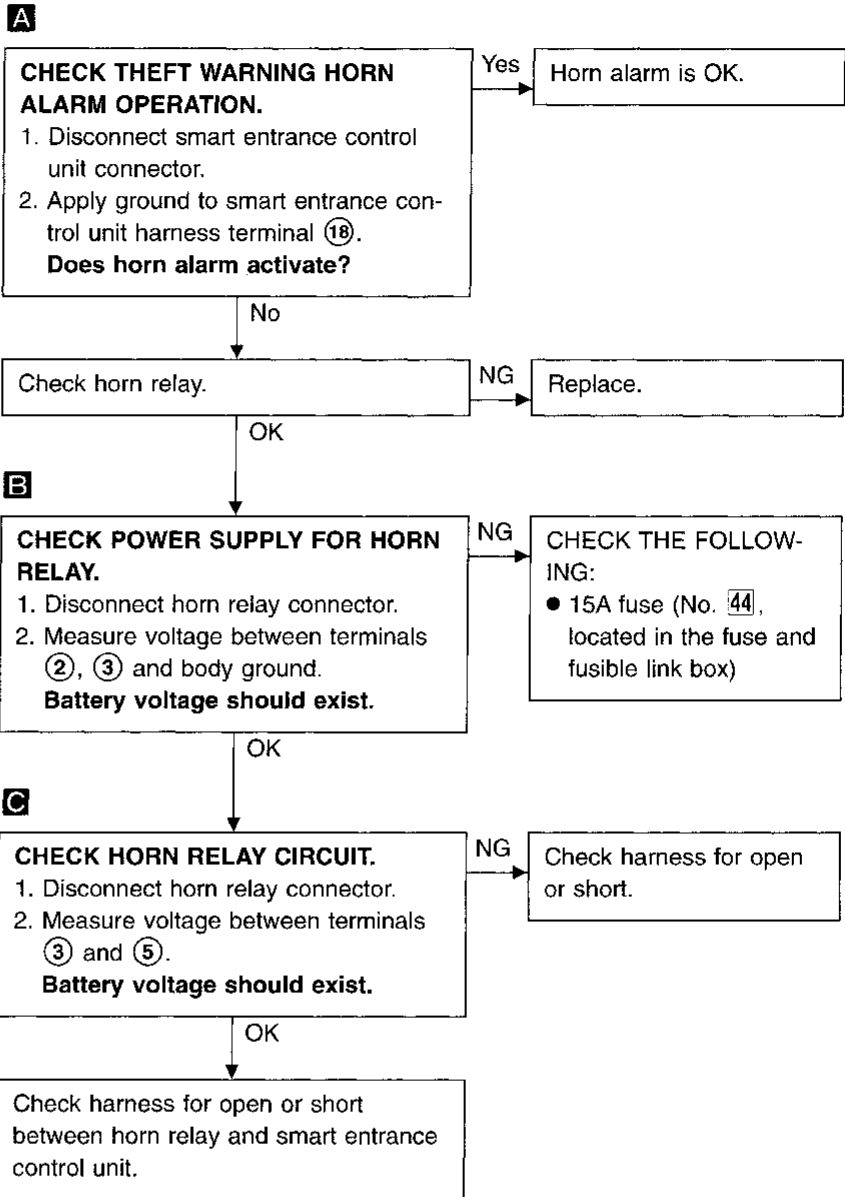 A
CHECK THEFT WARNING HORN
ALARM OPERATION.
1. Disconnect smart entrance control
unit connector.
2. Apply ground to smart entrance con-
trol unit harness terminal ⑱.
Does horn alarm activate?
Yes
Horn alarm is OK.
No
Check horn relay.
NG
Replace.
OK
B
CHECK POWER SUPPLY FOR HORN
RELAY.
1. Disconnect horn relay connector.
2. Measure voltage between terminals
②, ③ and body ground.
Battery voltage should exist.
NG
CHECK THE FOLLOW-
ING:
● 15A fuse (No. 44,
located in the fuse and
fusible link box)
OK
C
CHECK HORN RELAY CIRCUIT.
1. Disconnect horn relay connector.
2. Measure voltage between terminals
③ and ⑤.
Battery voltage should exist.
NG
Check harness for open
or short.
OK
Check harness for open or short
between horn relay and smart entrance
control unit.